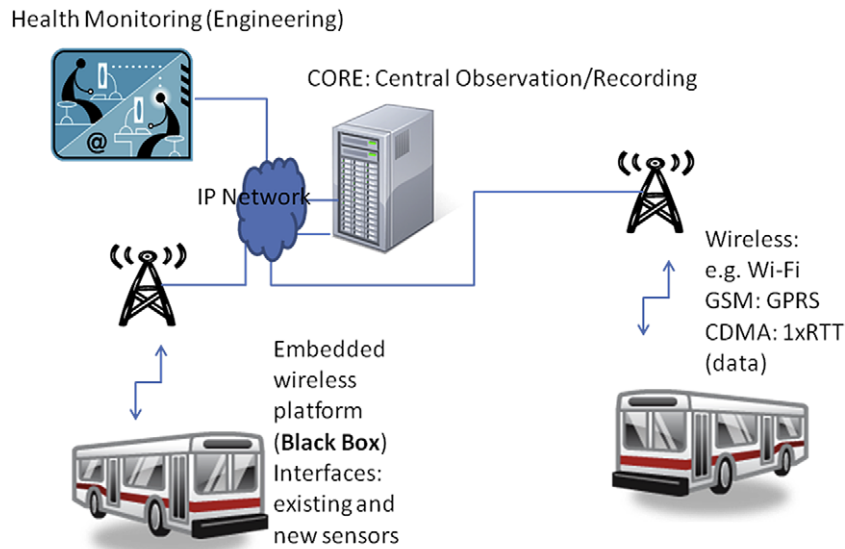 Health Monitoring (Engineering)
CORE: Central Observation/Recording
@
IP Network
Wireless:
e.g. Wi-Fi
GSM: GPRS
CDMA: 1xRTT
(data)
Embedded
wireless
platform
(Black Box)
Interfaces:
existing and
new sensors